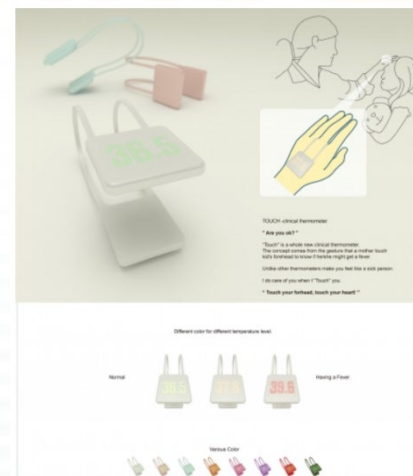 38.5
TOUCH -clinical thermometer
" Are you ok? "
"Touch" is a whole new clinical thermometer.
The concept comes from the gesture that a mother touch
kid's forehead to know if he/she might get a fever
Unlike other thermometers make you feel like a sick person
I do care of you when I "Touch" you.
" Touch your forhead, touch your heart! "
Different color for different temperature level
Normal
Having a Fever
39.6
Various Color